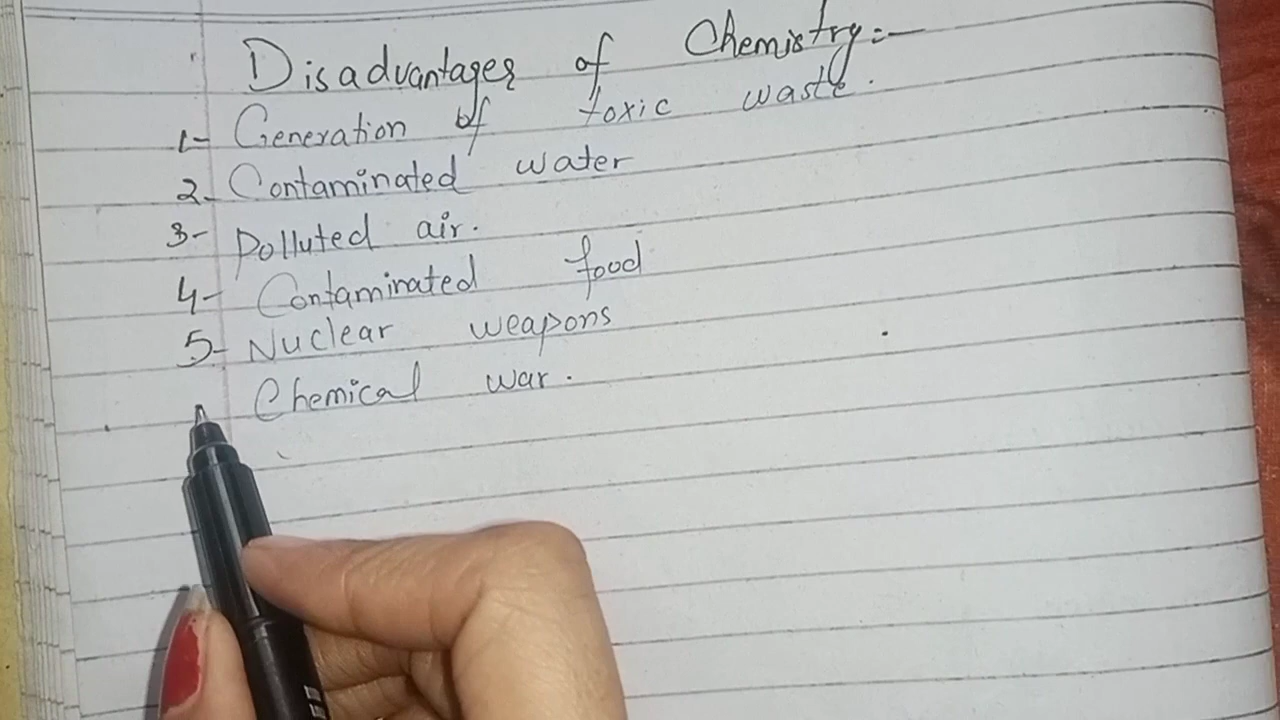 Disadvantages of Chemistry:-
1- Generation of toxic waste.
2- Contaminated water
3- Polluted air.
4- Contaminated food
5- Nuclear weapons
Chemical war.